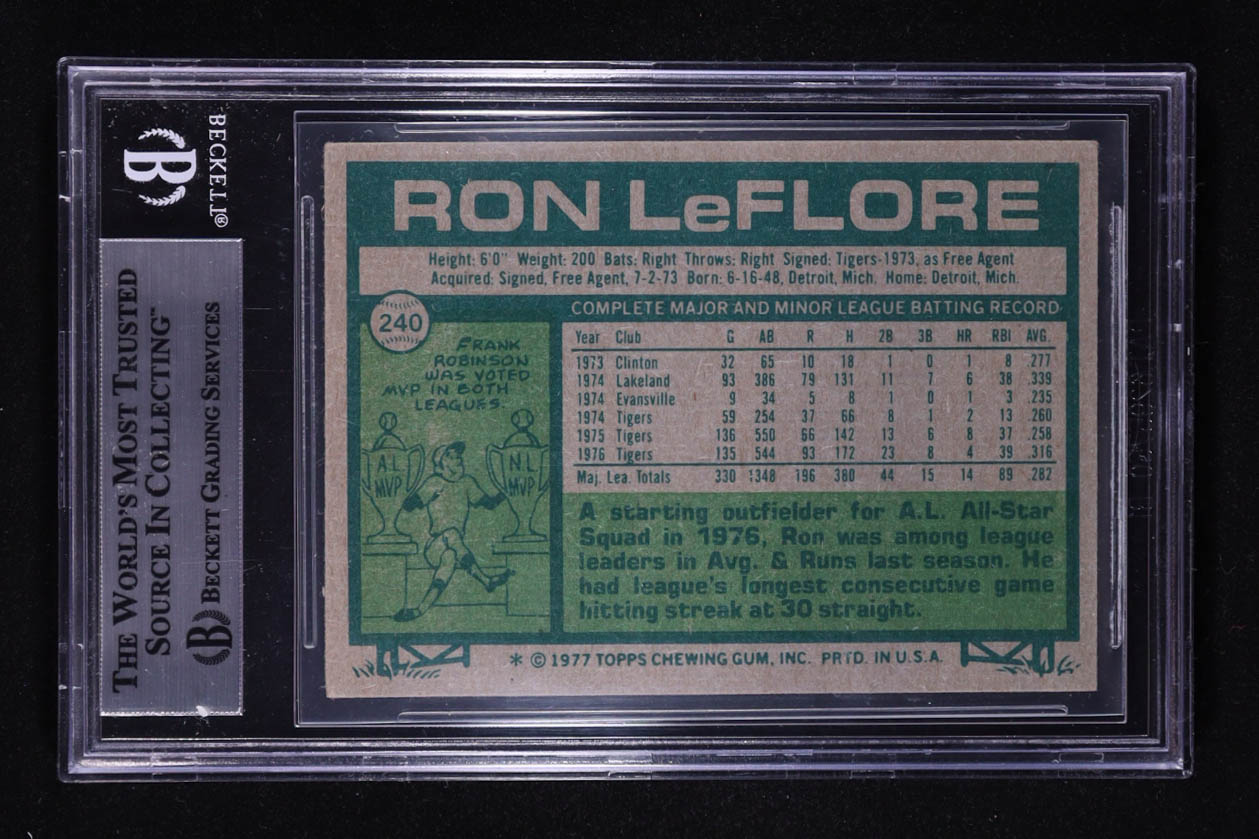 BECKETT®
B
THE WORLD'S MOST TRUSTED
SOURCE IN COLLECTING™
B BECKETT GRADING SERVICES
RON LeFLORE
Height: 6'0" Weight: 200 Bats: Right Throws: Right Signed: Tigers-1973, as Free Agent
Acquired: Signed, Free Agent, 7-2-73 Born: 6-16-48, Detroit, Mich. Home: Detroit, Mich.
240
FRANK
ROBINSON
WAS VOTED
MVP IN BOTH
LEAGUES.
A L
MVP
N L
MVP
COMPLETE MAJOR AND MINOR LEAGUE BATTING RECORD
Year Club G AB R H 2B 3B HR RBI AVG.
1973 Clinton 32 65 10 18 1 0 1 8 .277
1974 Lakeland 93 386 79 131 11 7 6 38 .339
1974 Evansville 9 34 5 8 1 0 1 3 .235
1974 Tigers 59 254 37 66 8 1 2 13 .260
1975 Tigers 136 550 66 142 13 6 8 37 .258
1976 Tigers 135 544 93 172 23 8 4 39 .316
Maj. Lea. Totals 330 1348 196 380 44 15 14 89 .282
A starting outfielder for A.L. All-Star
Squad in 1976, Ron was among league
leaders in Avg. & Runs last season. He
had league's longest consecutive game
hitting streak at 30 straight.
* © 1977 TOPPS CHEWING GUM, INC. PRTD. IN U.S.A.